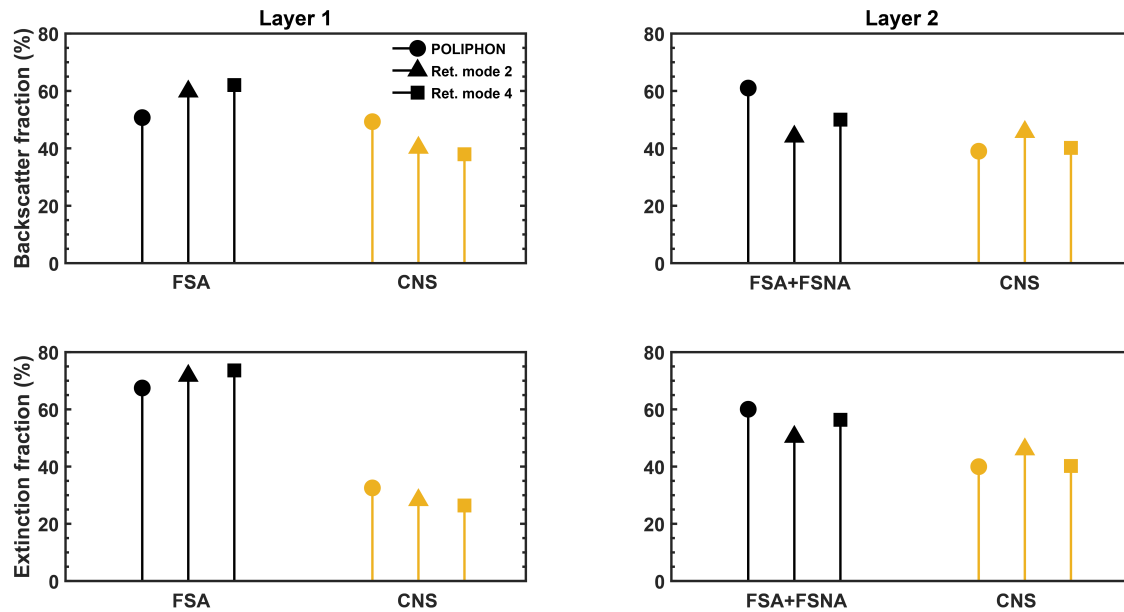 Layer 1
Layer 2
Backscatter fraction (%)
80
60
40
20
0
POLIPHON
Ret. mode 2
Ret. mode 4
FSA
CNS
80
60
40
20
0
FSA+FSNA
CNS
Extinction fraction (%)
80
60
40
20
0
FSA
CNS
80
60
40
20
0
FSA+FSNA
CNS